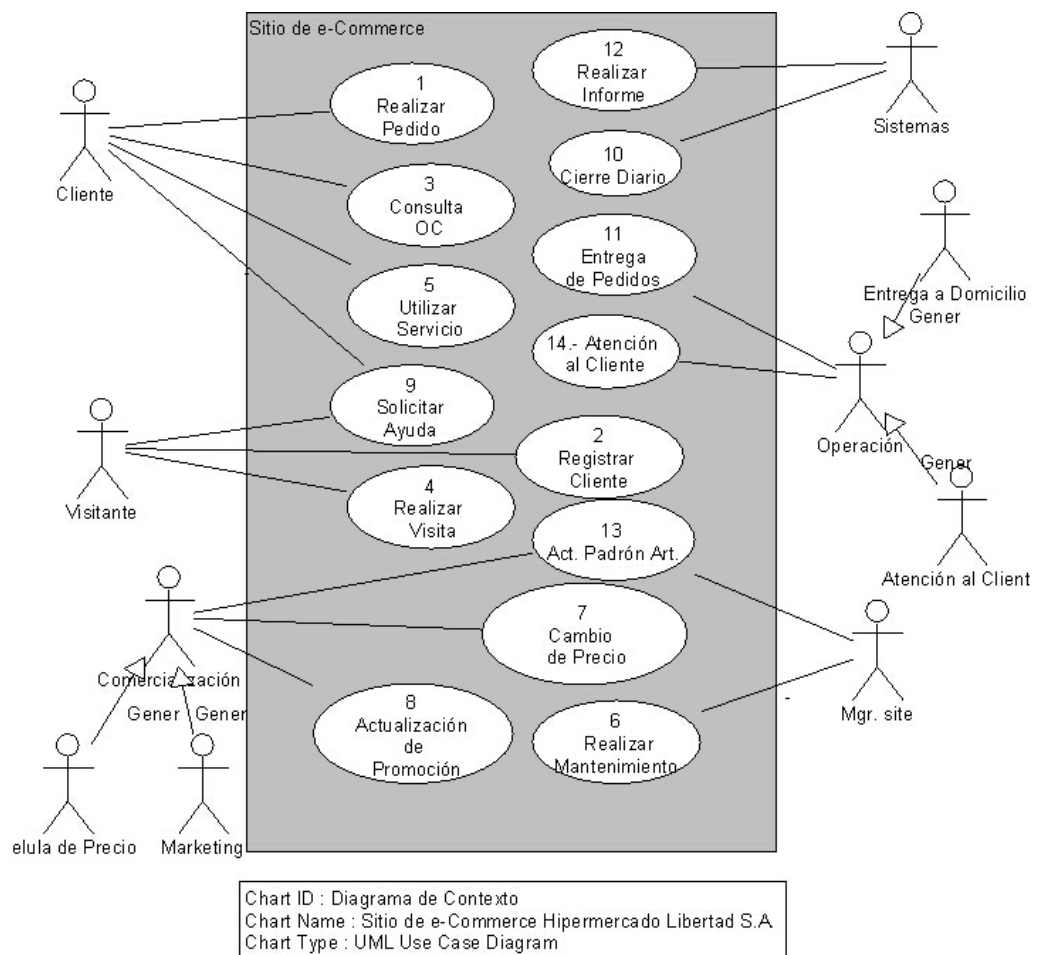 Sitio de e-Commerce
12
Realizar
Informe
1
Realizar
Pedido
Sistemas
10
Cierre Diario
Cliente
3
Consulta
OC
11
Entrega
de Pedidos
5
Utilizar
Servicio
Entrega a Domicilio
Gener
14.- Atención
al Cliente
9
Solicitar
Ayuda
2
Registrar
Cliente
Operación
Gener
4
Realizar
Visita
Visitante
13
Act. Padrón Art.
Atención al Client
7
Cambio
de Precio
Comercialización
Gener
Gener
8
Actualización
de
Promoción
6
Realizar
Mantenimiento
Mgr. site
elula de Precio
Marketing
Chart ID : Diagrama de Contexto
Chart Name : Sitio de e-Commerce Hipermercado Libertad S.A
Chart Type : UML Use Case Diagram